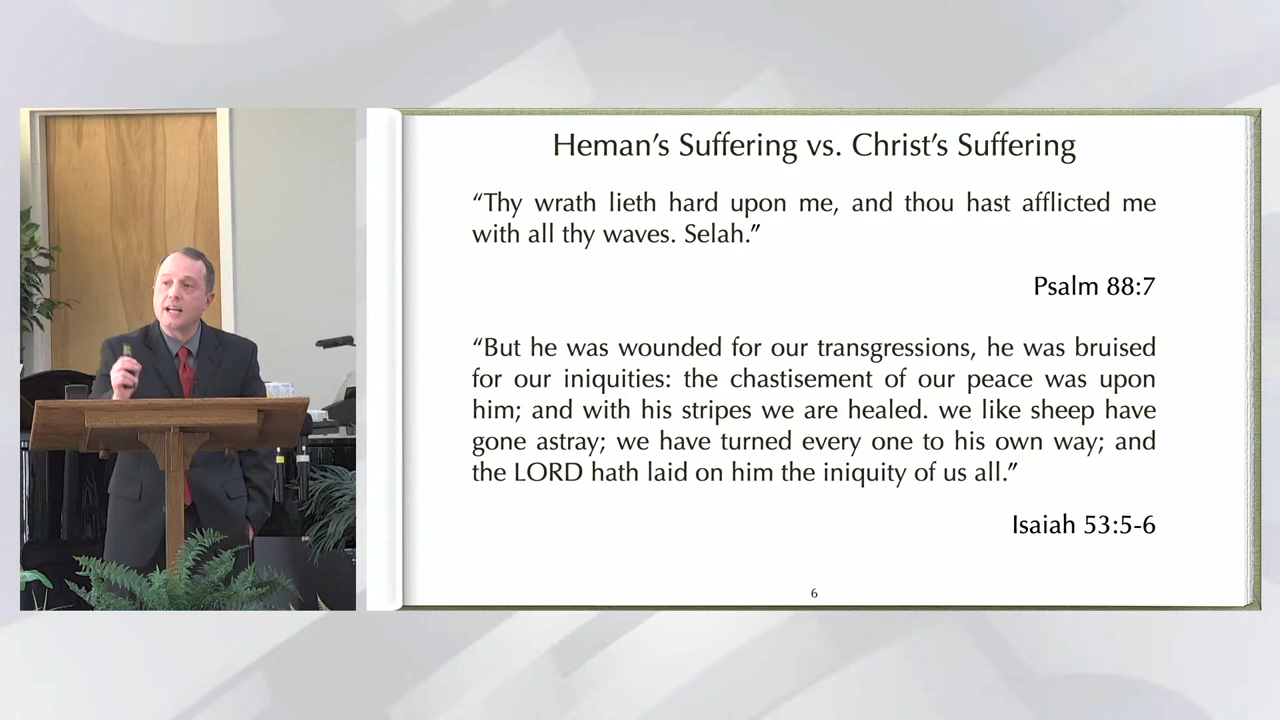 Heman’s Suffering vs. Christ’s Suffering
“Thy wrath lieth hard upon me, and thou hast afflicted me
with all thy waves. Selah.”
Psalm 88:7
“But he was wounded for our transgressions, he was bruised
for our iniquities: the chastisement of our peace was upon
him; and with his stripes we are healed. we like sheep have
gone astray; we have turned every one to his own way; and
the LORD hath laid on him the iniquity of us all.”
Isaiah 53:5-6
6